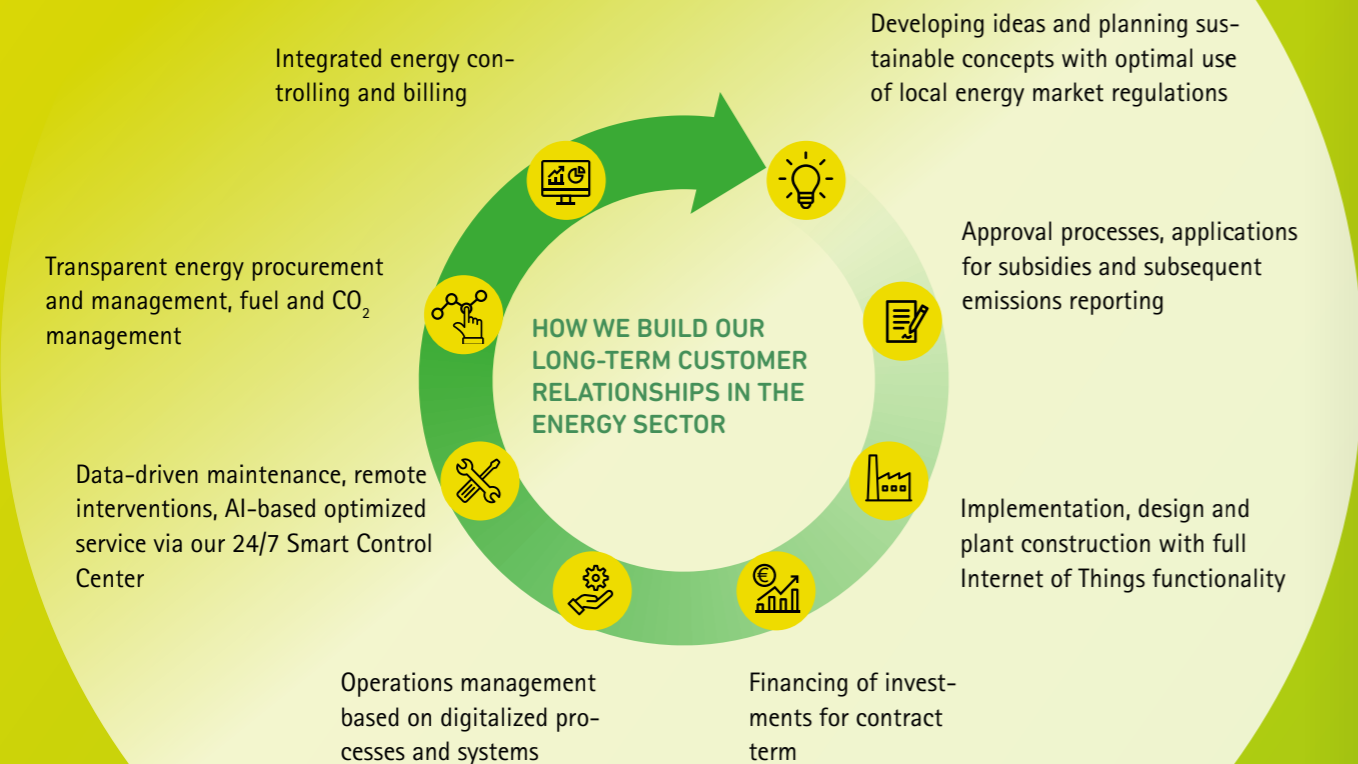 Integrated energy con-
trolling and billing
Developing ideas and planning sus-
tainable concepts with optimal use
of local energy market regulations
Approval processes, applications
for subsidies and subsequent
emissions reporting
Transparent energy procurement
and management, fuel and CO₂
management
HOW WE BUILD OUR
LONG-TERM CUSTOMER
RELATIONSHIPS IN THE
ENERGY SECTOR
Data-driven maintenance, remote
interventions, AI-based optimized
service via our 24/7 Smart Control
Center
Implementation, design and
plant construction with full
Internet of Things functionality
Operations management
based on digitalized pro-
cesses and systems
Financing of invest-
ments for contract
term